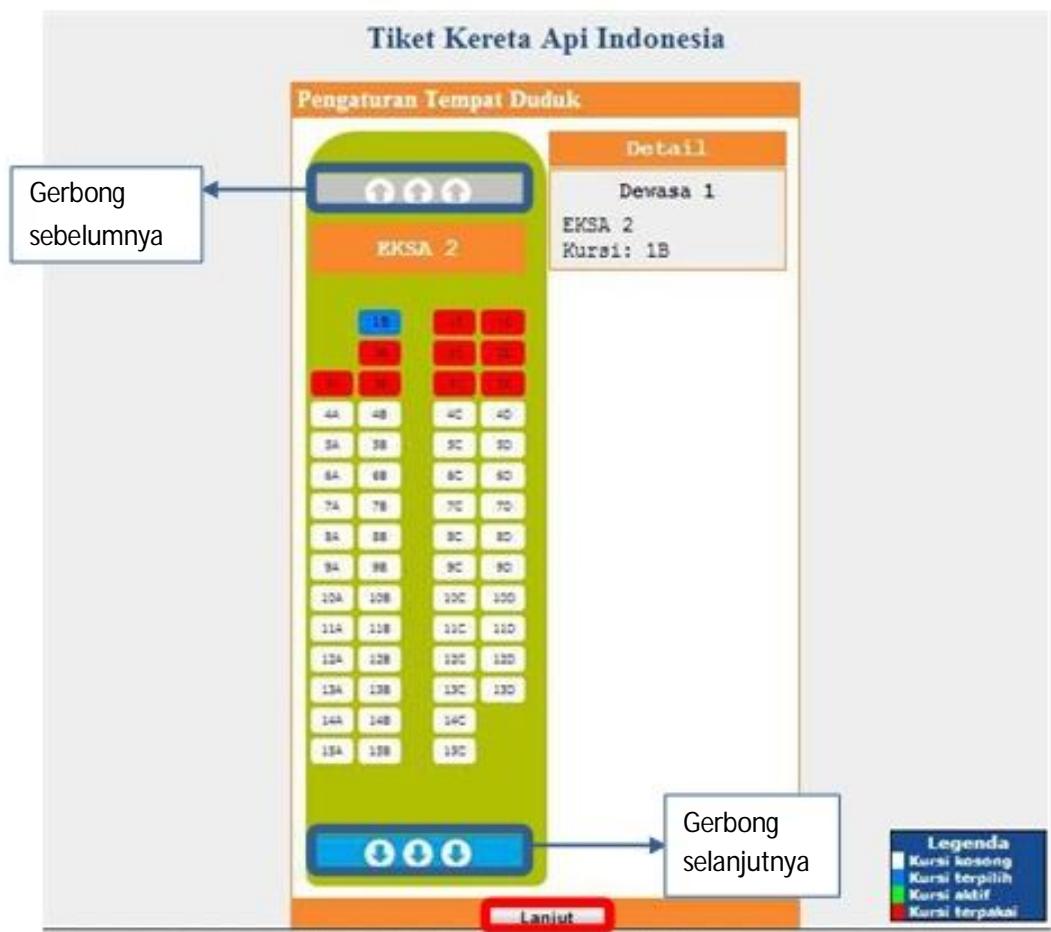 Tiket Kereta Api Indonesia
Pengaturan Tempat Duduk
Detail
Gerbong
sebelumnya
Dewasa 1
EKSA 2
Kursi: 1B
EKSA 2
1B
4A 4B 4C 4D
5A 5B 5C 5D
6A 6B 6C 6D
7A 7B 7C 7D
8A 8B 8C 8D
9A 9B 9C 9D
10A 10B 10C 10D
11A 11B 11C 11D
12A 12B 12C 12D
13A 13B 13C 13D
14A 14B 14C
15A 15B 15C
Gerbong
selanjutnya
Legenda
Kursi kosong
Kursi terpilih
Kursi aktif
Kursi terpakai
Lanjut